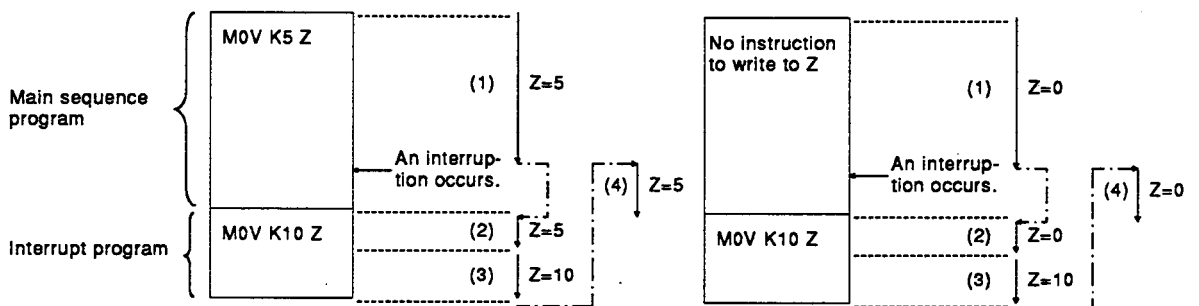 Main sequence
program
Interrupt program
M0V K5 Z
(1)
Z=5
An interrup-
tion occurs.
(4)
Z=5
M0V K10 Z
(2)
Z=5
(3)
Z=10
No instruction
to write to Z
(1)
Z=0
An interrup-
tion occurs.
(4)
Z=0
M0V K10 Z
(2)
Z=0
(3)
Z=10